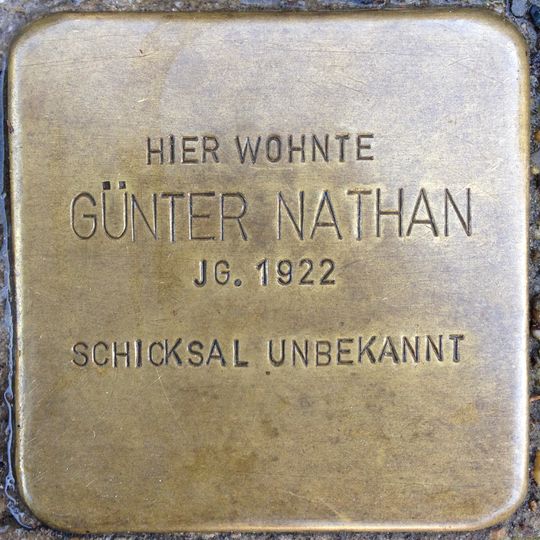 HIER WOHNTE
GÜNTER NATHAN
JG. 1922
SCHICKSAL UNBEKANNT